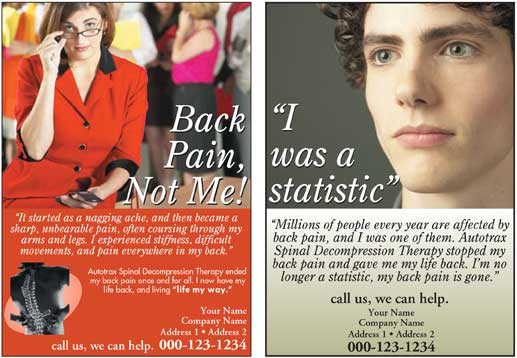 Back
Pain,
Not Me!
"It started as a nagging ache, and then became a
sharp, unbearable pain, often coursing through my
arms and legs. I experienced stiffness, difficult
movements, and pain everywhere in my back."
Autotrax Spinal Decompression Therapy ended
my back pain once and for all. I now have my
life back, and living "life my way."
Your Name
Company Name
Address 1 • Address 2
call us, we can help. 000-123-1234
"I
was a
statistic"
"Millions of people every year are affected by
back pain, and I was one of them. Autotrax
Spinal Decompression Therapy stopped my
back pain and gave me my life back. I'm no
longer a statistic, my back pain is gone."
call us, we can help.
Your Name
Company Name
Address 1 • Address 2
000-123-1234